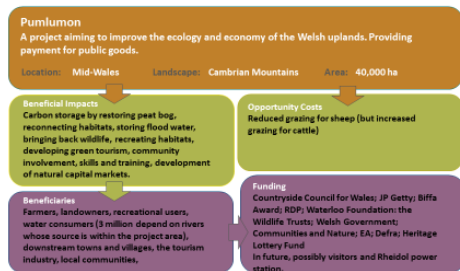 Pumlumon
A project aiming to improve the ecology and economy of the Welsh uplands. Providing
payment for public goods.
Location: Mid-Wales Landscape: Cambrian Mountains Area: 40,000 ha
Beneficial Impacts
Carbon storage by restoring peat bog,
reconnecting habitats, storing flood water,
bringing back wildlife, recreating habitats,
developing green tourism, community
involvement, skills and training, development
of natural capital markets.
Opportunity Costs
Reduced grazing for sheep (but increased
grazing for cattle)
Beneficiaries
Farmers, landowners, recreational users,
water consumers (3 million depend on rivers
whose source is within the project area),
downstream towns and villages, the tourism
industry, local communities,
Funding
Countryside Council for Wales; JP Getty; Biffa
Award; RDP; Waterloo Foundation: the
Wildlife Trusts; Welsh Government;
Communities and Nature; EA; Defra; Heritage
Lottery Fund
In future, possibly visitors and Rheidol power
station.